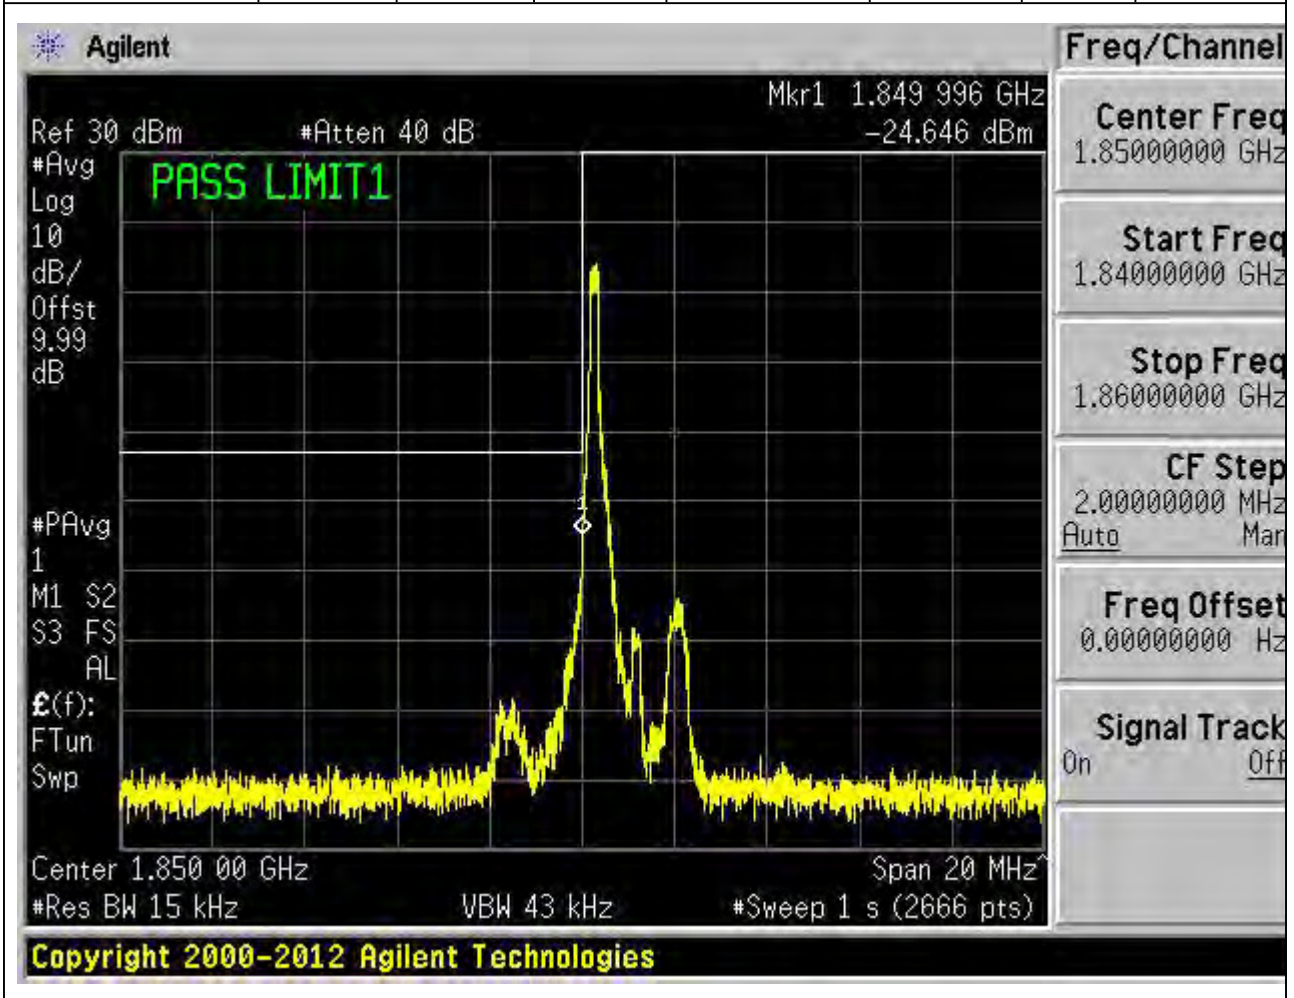 Agilent
Freq/Channel
Mkr1 1.849 996 GHz
Ref 30 dBm #Atten 40 dB -24.646 dBm
#Avg
Log
10
dB/
Offst
9.99
dB
PASS LIMIT1
1
#PAvg
1
M1 S2
S3 FS
AL
£(f):
FTun
Swp
Center 1.850 00 GHz Span 20 MHz^
#Res BW 15 kHz VBW 43 kHz #Sweep 1 s (2666 pts)
Copyright 2000-2012 Agilent Technologies
Center Freq
1.85000000 GHz
Start Freq
1.84000000 GHz
Stop Freq
1.86000000 GHz
CF Step
2.00000000 MHz
Auto Man
Freq Offset
0.00000000 Hz
Signal Track
On Off